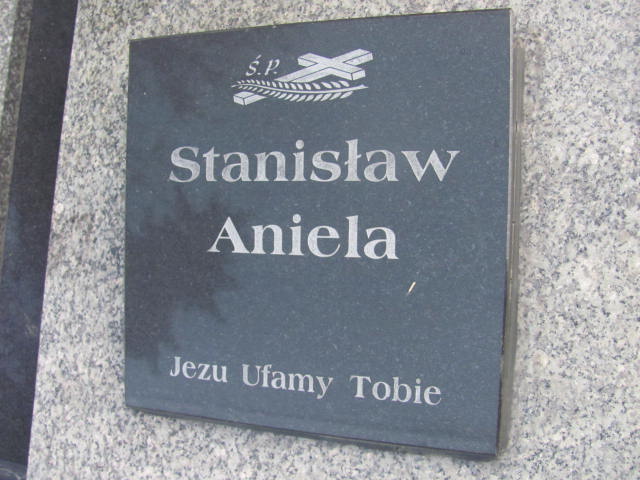 Ś.P.
Stanisław
Aniela
Jezu Ufamy Tobie